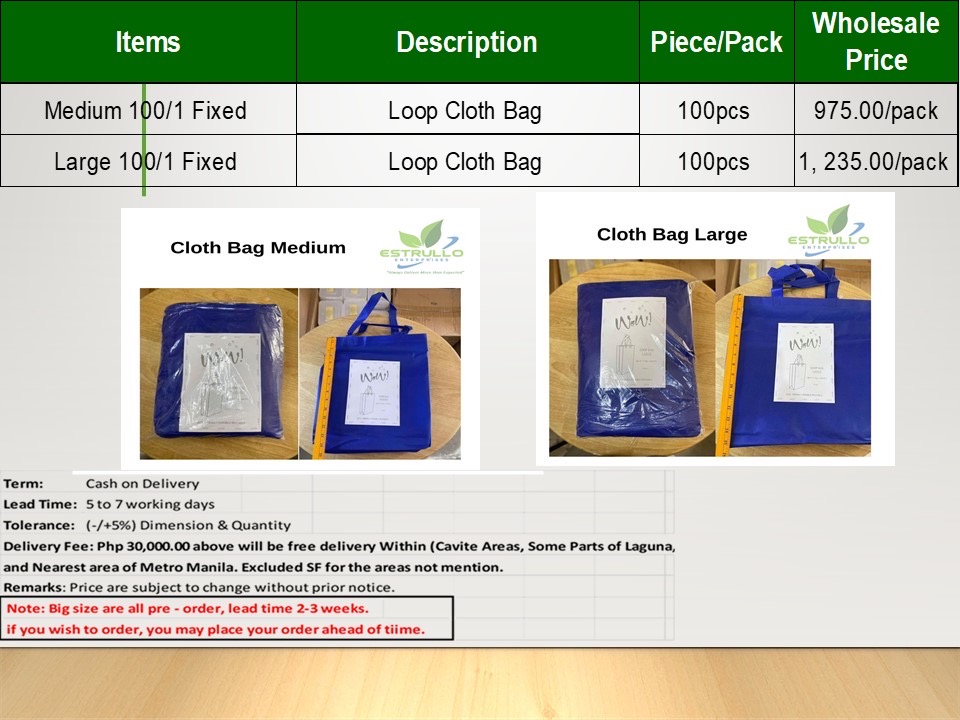 Items Description Piece/Pack Wholesale Price
Medium 100/1 Fixed Loop Cloth Bag 100pcs 975.00/pack
Large 100/1 Fixed Loop Cloth Bag 100pcs 1, 235.00/pack
Cloth Bag Medium
ESTRULLO
ENTERPRISES
"Always Deliver More than Expected"
WoW!
WoW!
Cloth Bag Large
ESTRULLO
ENTERPRISES
WoW!
WoW!
Term: Cash on Delivery
Lead Time: 5 to 7 working days
Tolerance: (-/+5%) Dimension & Quantity
Delivery Fee: Php 30,000.00 above will be free delivery Within (Cavite Areas, Some Parts of Laguna,
and Nearest area of Metro Manila. Excluded SF for the areas not mention.
Remarks: Price are subject to change without prior notice.
Note: Big size are all pre - order, lead time 2-3 weeks.
if you wish to order, you may place your order ahead of tiime.